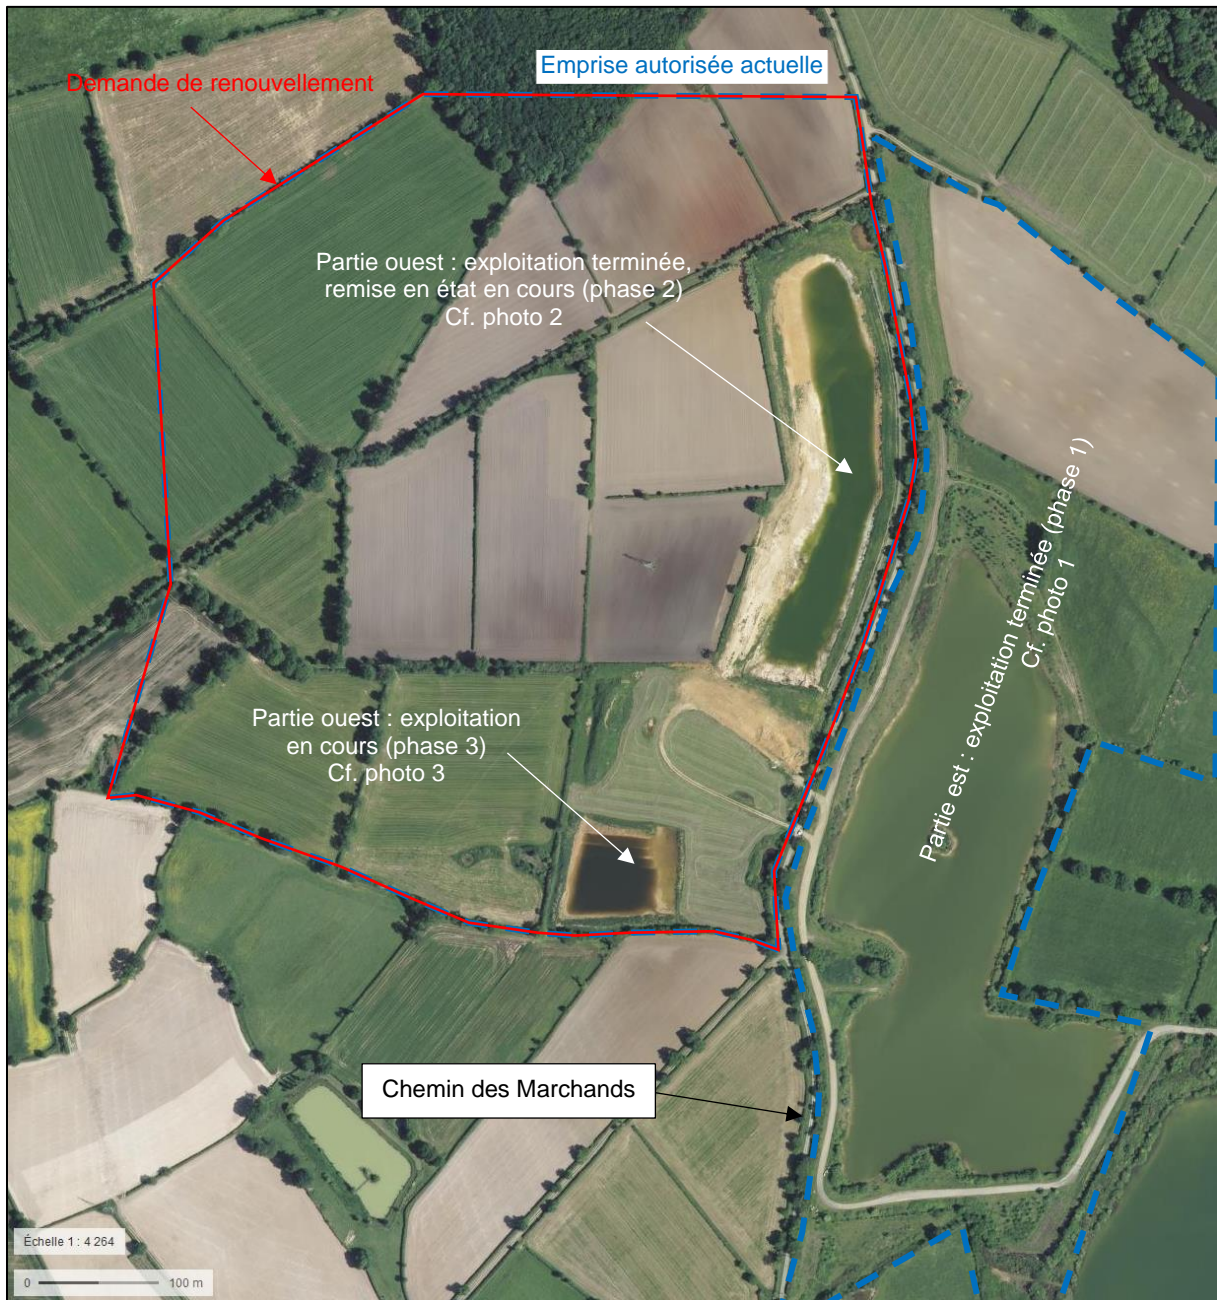 Emprise autorisée actuelle
Demande de renouvellement
Partie ouest : exploitation terminée,
remise en état en cours (phase 2)
Cf. photo 2
Partie est : exploitation terminée (phase 1)
Cf. photo 1
Partie ouest : exploitation
en cours (phase 3)
Cf. photo 3
Chemin des Marchands
Échelle 1 : 4 264
0 100 m